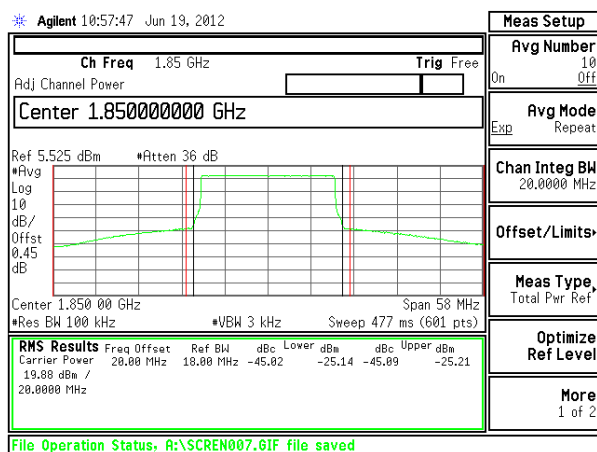 Agilent 10:57:47 Jun 19, 2012
Meas Setup
Ch Freq 1.85 GHz Trig Free
Adj Channel Power
Center 1.850000000 GHz
Ref 5.525 dBm #Atten 36 dB
#Avg
Log
10
dB/
Offst
0.45
dB
Center 1.850 00 GHz Span 58 MHz
#Res BW 100 kHz #VBW 3 kHz Sweep 477 ms (601 pts)
RMS Results Freq Offset Ref BW dBc Lower dBm dBc Upper dBm
Carrier Power 20.00 MHz 18.00 MHz -45.02 -25.14 -45.09 -25.21
19.88 dBm /
20.0000 MHz
File Operation Status, A:\SCREN007.GIF file saved
Avg Number
10
On Off
Avg Mode
Exp Repeat
Chan Integ BW
20.0000 MHz
Offset/Limits
Meas Type
Total Pwr Ref
Optimize
Ref Level
More
1 of 2